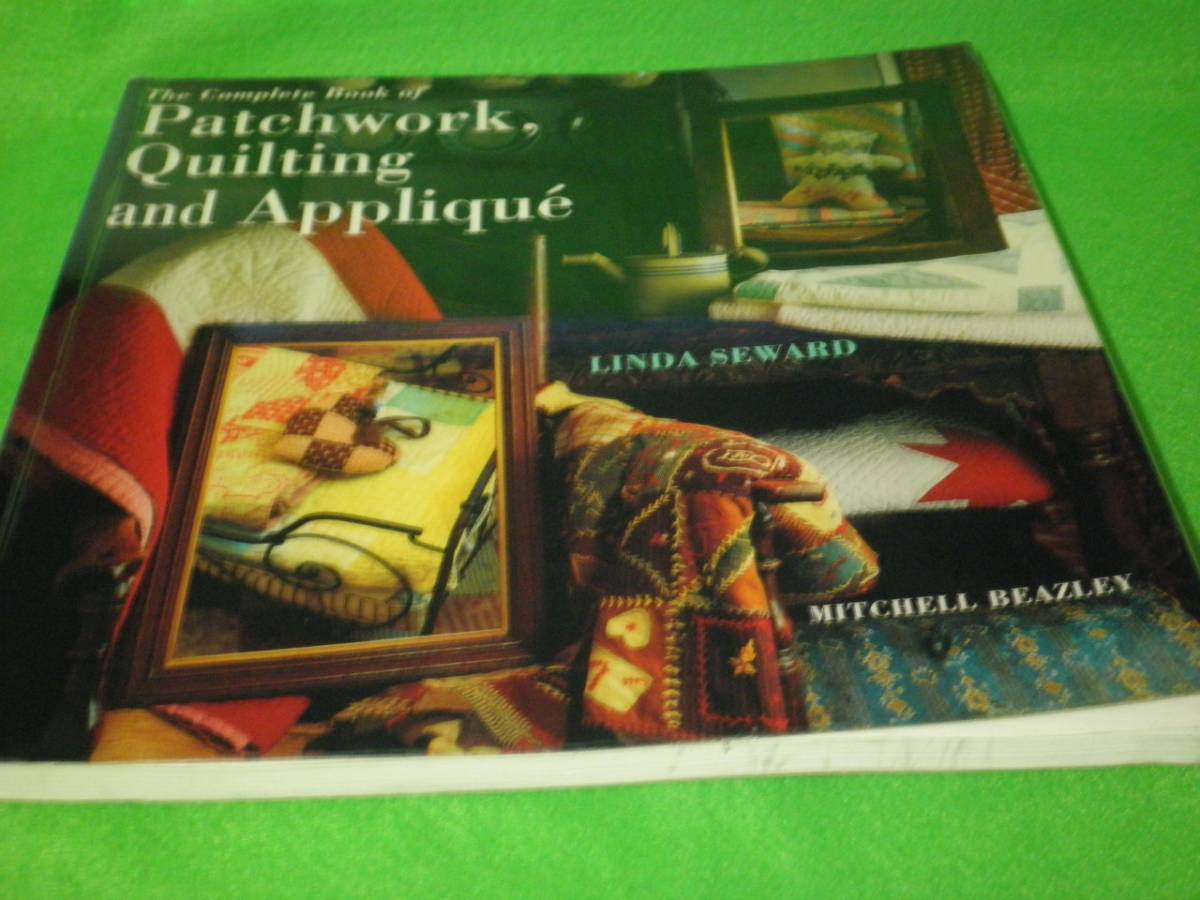 The Complete Book of
Patchwork,
Quilting
and Appliqué
LINDA SEWARD
MITCHELL BEAZLEY